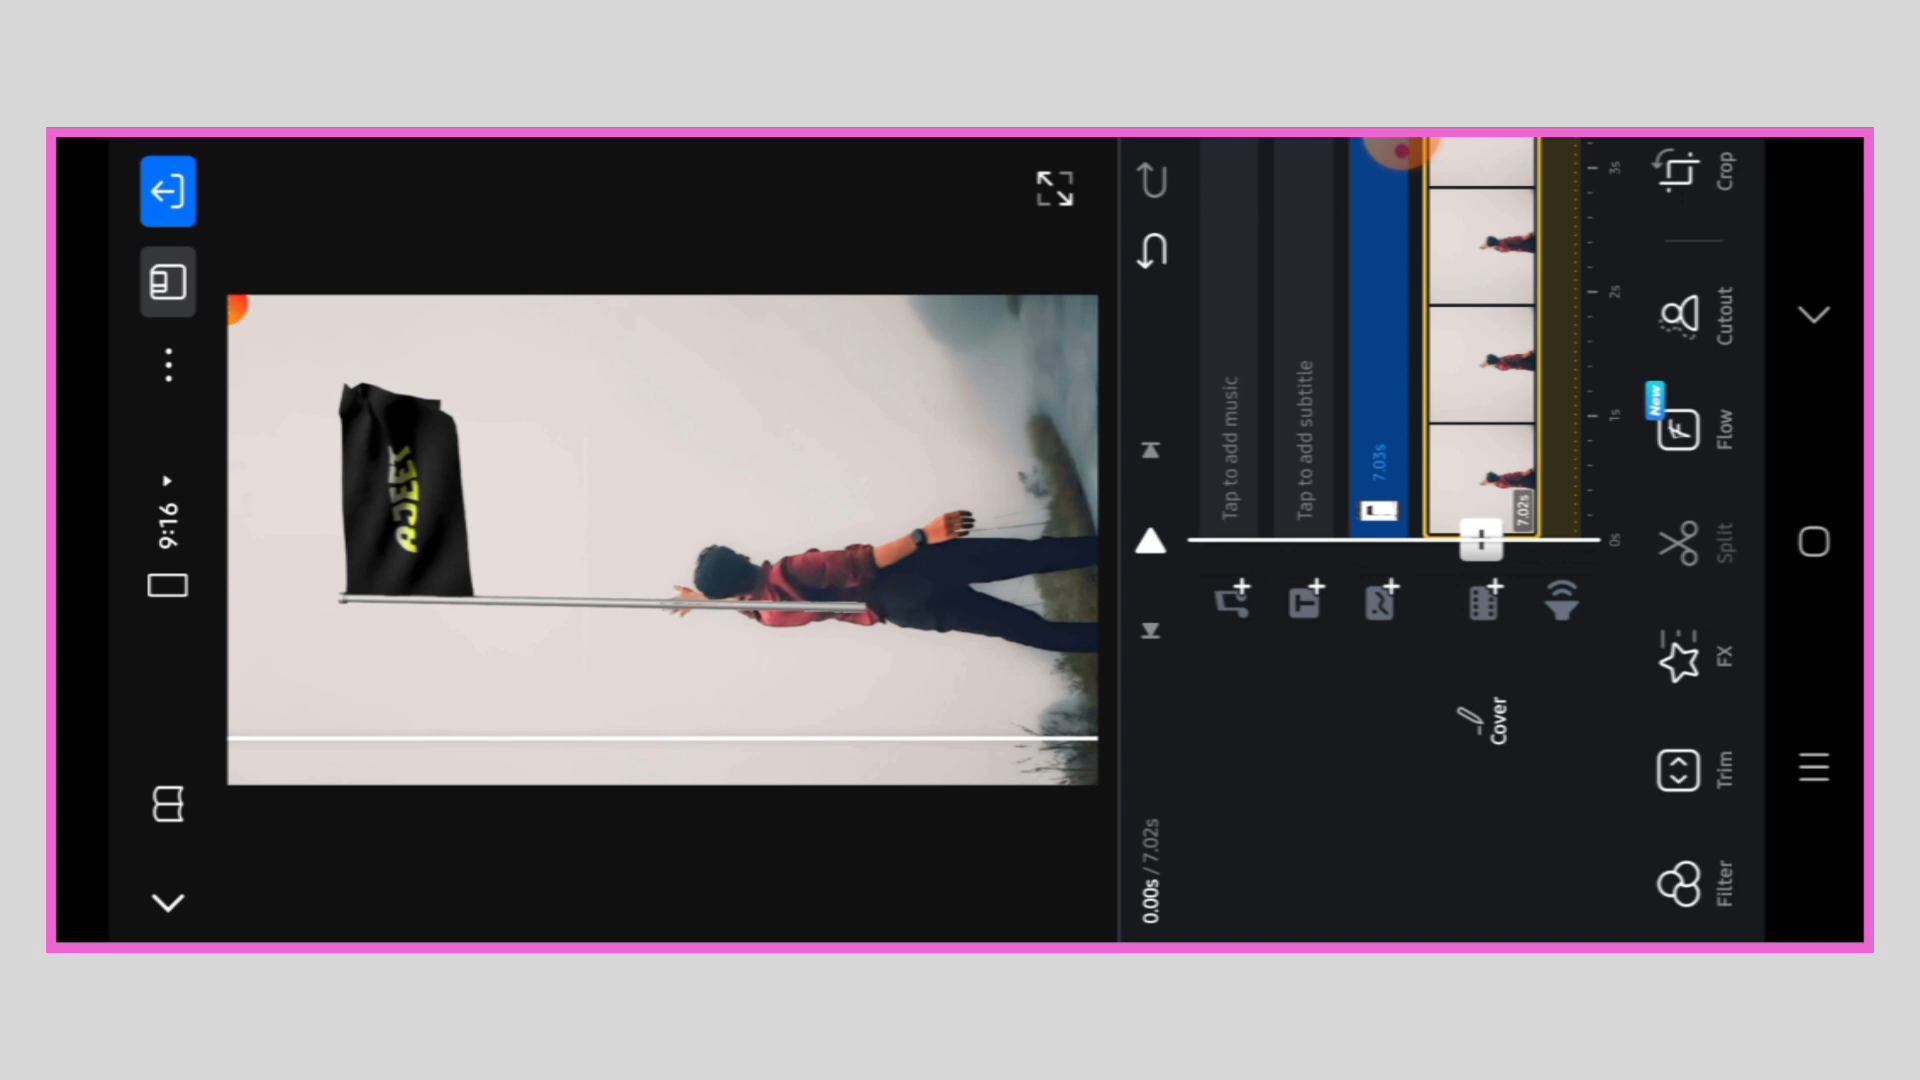 9:16
AJEET
0.00s / 7.02s
Tap to add music
Tap to add subtitle
7.03s
Cover
7.02s
0s 1s 2s 3s
New
Filter Trim FX Split Flow Cutout Crop